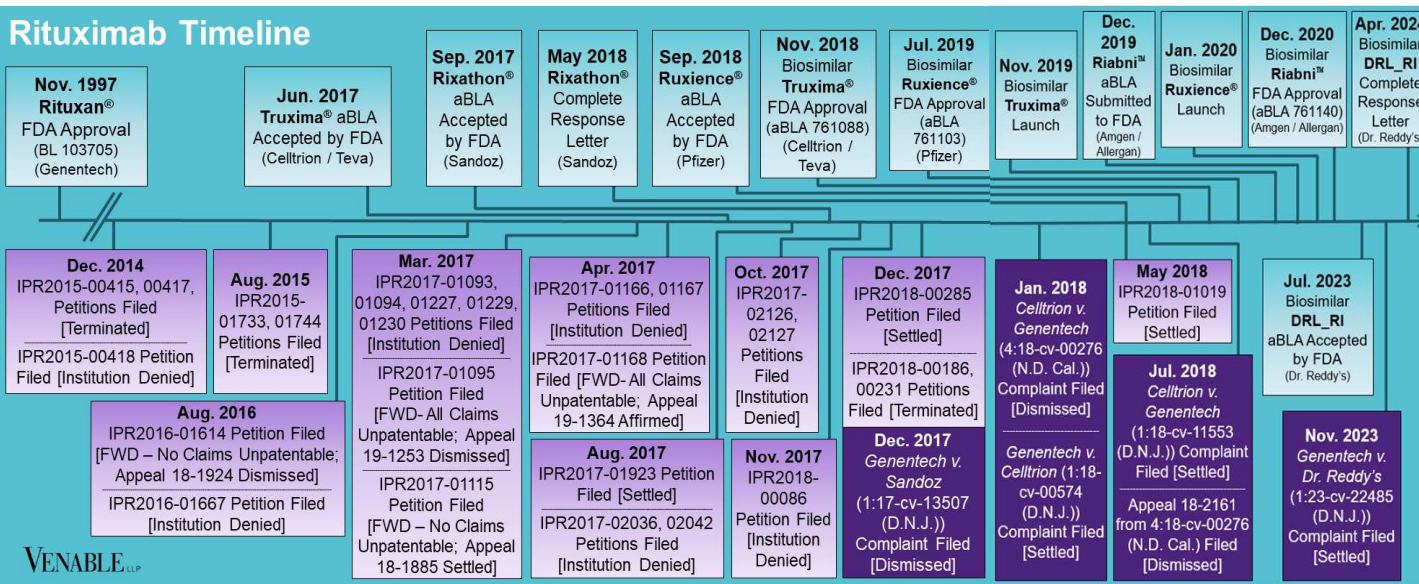 Rituximab Timeline
Nov. 1997
Rituxan®
FDA Approval
(BL 103705)
(Genentech)
Jun. 2017
Truxima® aBLA
Accepted by FDA
(Celltrion / Teva)
Sep. 2017
Rixathon®
aBLA
Accepted
by FDA
(Sandoz)
May 2018
Rixathon®
Complete
Response
Letter
(Sandoz)
Sep. 2018
Ruxience®
aBLA
Accepted
by FDA
(Pfizer)
Nov. 2018
Biosimilar
Truxima®
FDA Approval
(aBLA 761088)
(Celltrion /
Teva)
Jul. 2019
Biosimilar
Ruxience®
FDA Approval
(aBLA
761103)
(Pfizer)
Nov. 2019
Biosimilar
Truxima®
Launch
Dec.
2019
Riabni™
aBLA
Submitted
to FDA
(Amgen /
Allergan)
Jan. 2020
Biosimilar
Ruxience®
Launch
Dec. 2020
Biosimilar
Riabni™
FDA Approval
(aBLA 761140)
(Amgen / Allergan)
Apr. 2024
Biosimilar
DRL_RI
Complete
Response
Letter
(Dr. Reddy's)
Dec. 2014
IPR2015-00415, 00417,
Petitions Filed
[Terminated]
IPR2015-00418 Petition
Filed [Institution Denied]
Aug. 2015
IPR2015-
01733, 01744
Petitions Filed
[Terminated]
Aug. 2016
IPR2016-01614 Petition Filed
[FWD – No Claims Unpatentable;
Appeal 18-1924 Dismissed]
IPR2016-01667 Petition Filed
[Institution Denied]
Mar. 2017
IPR2017-01093,
01094, 01227, 01229,
01230 Petitions Filed
[Institution Denied]
IPR2017-01095
Petition Filed
[FWD- All Claims
Unpatentable; Appeal
19-1253 Dismissed]
IPR2017-01115
Petition Filed
[FWD – No Claims
Unpatentable; Appeal
18-1885 Settled]
Apr. 2017
IPR2017-01166, 01167
Petitions Filed
[Institution Denied]
IPR2017-01168 Petition
Filed [FWD- All Claims
Unpatentable; Appeal
19-1364 Affirmed]
Aug. 2017
IPR2017-01923 Petition
Filed [Settled]
IPR2017-02036, 02042
Petitions Filed
[Institution Denied]
Oct. 2017
IPR2017-
02126,
02127
Petitions
Filed
[Institution
Denied]
Nov. 2017
IPR2018-
00086
Petition Filed
[Institution
Denied]
Dec. 2017
IPR2018-00285
Petition Filed
[Settled]
IPR2018-00186,
00231 Petitions
Filed [Terminated]
Dec. 2017
Genentech v.
Sandoz
(1:17-cv-13507
(D.N.J.))
Complaint Filed
[Dismissed]
Jan. 2018
Celltrion v.
Genentech
(4:18-cv-00276
(N.D. Cal.))
Complaint Filed
[Dismissed]
Genentech v.
Celltrion (1:18-
cv-00574
(D.N.J.))
Complaint Filed
[Settled]
May 2018
IPR2018-01019
Petition Filed
[Settled]
Jul. 2018
Celltrion v.
Genentech
(1:18-cv-11553
(D.N.J.)) Complaint
Filed [Settled]
Appeal 18-2161
from 4:18-cv-00276
(N.D. Cal.) Filed
[Dismissed]
Jul. 2023
Biosimilar
DRL_RI
aBLA Accepted
by FDA
(Dr. Reddy's)
Nov. 2023
Genentech v.
Dr. Reddy's
(1:23-cv-22485
(D.N.J.))
Complaint Filed
[Settled]
VENABLE LLP